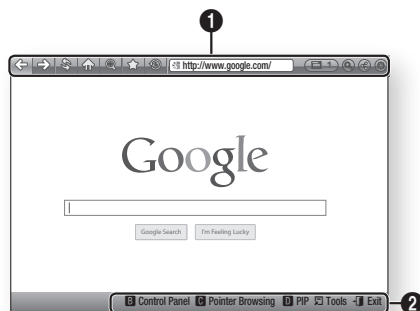 1
http://www.google.com/
1
Google
Google Search
I'm Feeling Lucky
B Control Panel C Pointer Browsing D PIP Tools Exit
2